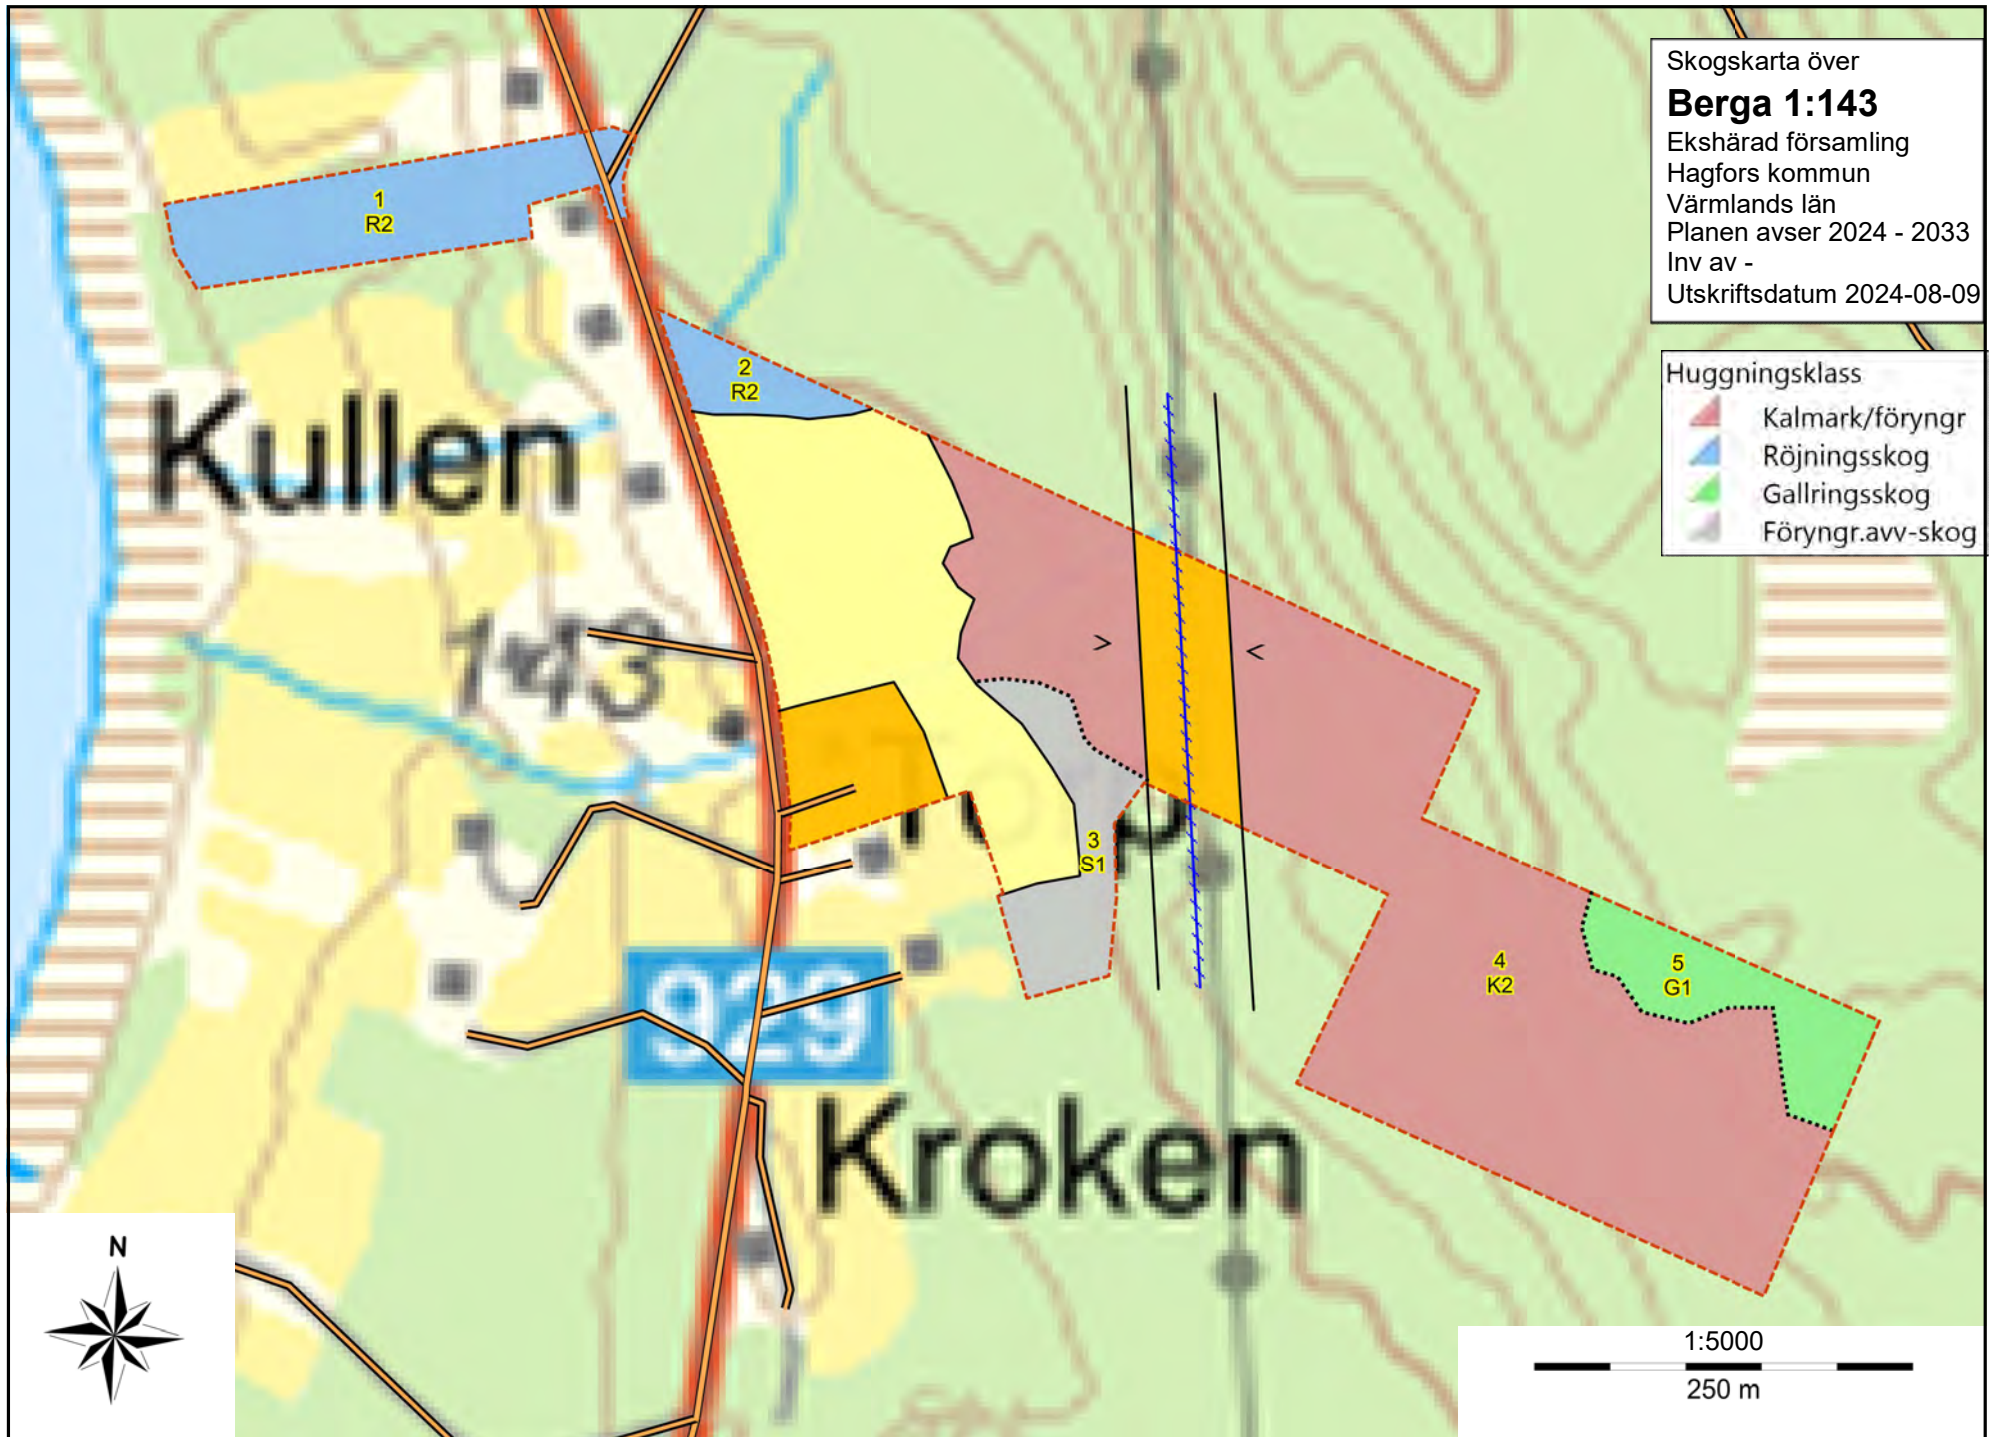 Skogskarta över
Berga 1:143
Ekshärad församling
Hagfors kommun
Värmlands län
Planen avser 2024 - 2033
Inv av -
Utskriftsdatum 2024-08-09
Huggningsklass
Kalmark/föryngr
Röjningsskog
Gallringsskog
Föryngr.avv-skog
1
R2
2
R2
Kullen
143
> <
Torp
3
S1
4
K2
5
G1
929
Kroken
N
1:5000
250 m